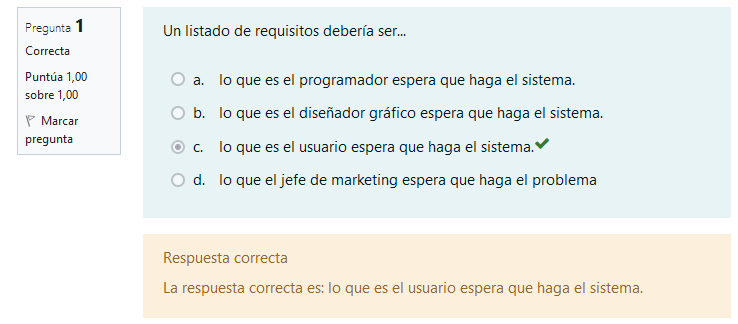 Pregunta 1
Correcta
Puntúa 1,00
sobre 1,00
Marcar
pregunta
Un listado de requisitos debería ser...
a. lo que es el programador espera que haga el sistema.
b. lo que es el diseñador gráfico espera que haga el sistema.
c. lo que es el usuario espera que haga el sistema.
d. lo que el jefe de marketing espera que haga el problema
Respuesta correcta
La respuesta correcta es: lo que es el usuario espera que haga el sistema.